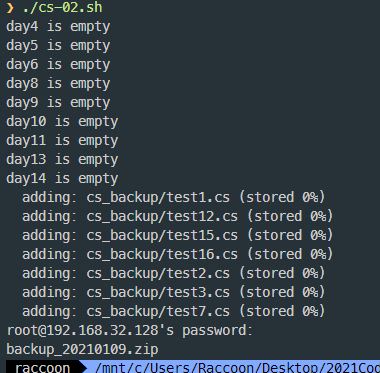 ❯ ./cs-02.sh
day4 is empty
day5 is empty
day6 is empty
day8 is empty
day9 is empty
day10 is empty
day11 is empty
day13 is empty
day14 is empty
  adding: cs_backup/test1.cs (stored 0%)
  adding: cs_backup/test12.cs (stored 0%)
  adding: cs_backup/test15.cs (stored 0%)
  adding: cs_backup/test16.cs (stored 0%)
  adding: cs_backup/test2.cs (stored 0%)
  adding: cs_backup/test3.cs (stored 0%)
  adding: cs_backup/test7.cs (stored 0%)
root@192.168.32.128's password:
backup_20210109.zip
raccoon /mnt/c/Users/Raccoon/Desktop/2021Cod